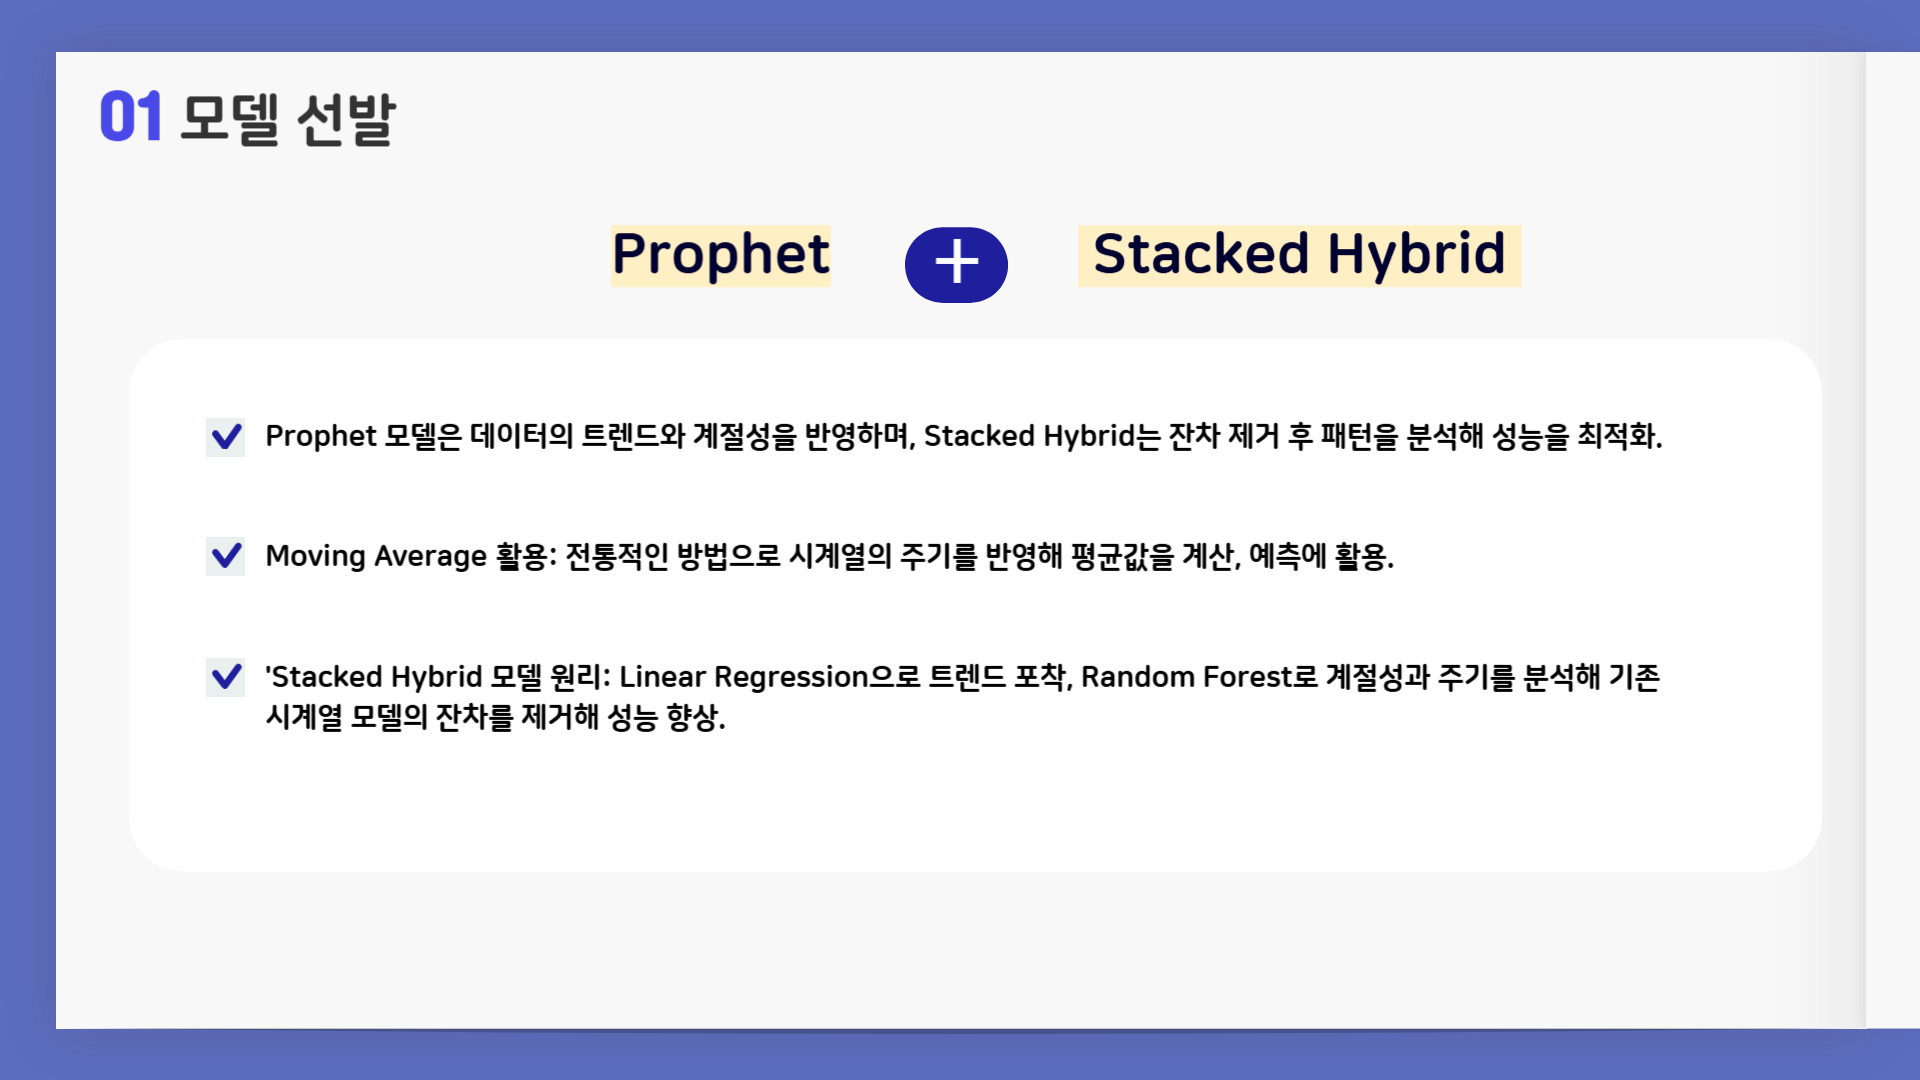 01 모델 선발
Prophet + Stacked Hybrid
Prophet 모델은 데이터의 트렌드와 계절성을 반영하며, Stacked Hybrid는 잔차 제거 후 패턴을 분석해 성능을 최적화.
Moving Average 활용: 전통적인 방법으로 시계열의 주기를 반영해 평균값을 계산, 예측에 활용.
'Stacked Hybrid 모델 원리: Linear Regression으로 트렌드 포착, Random Forest로 계절성과 주기를 분석해 기존
시계열 모델의 잔차를 제거해 성능 향상.